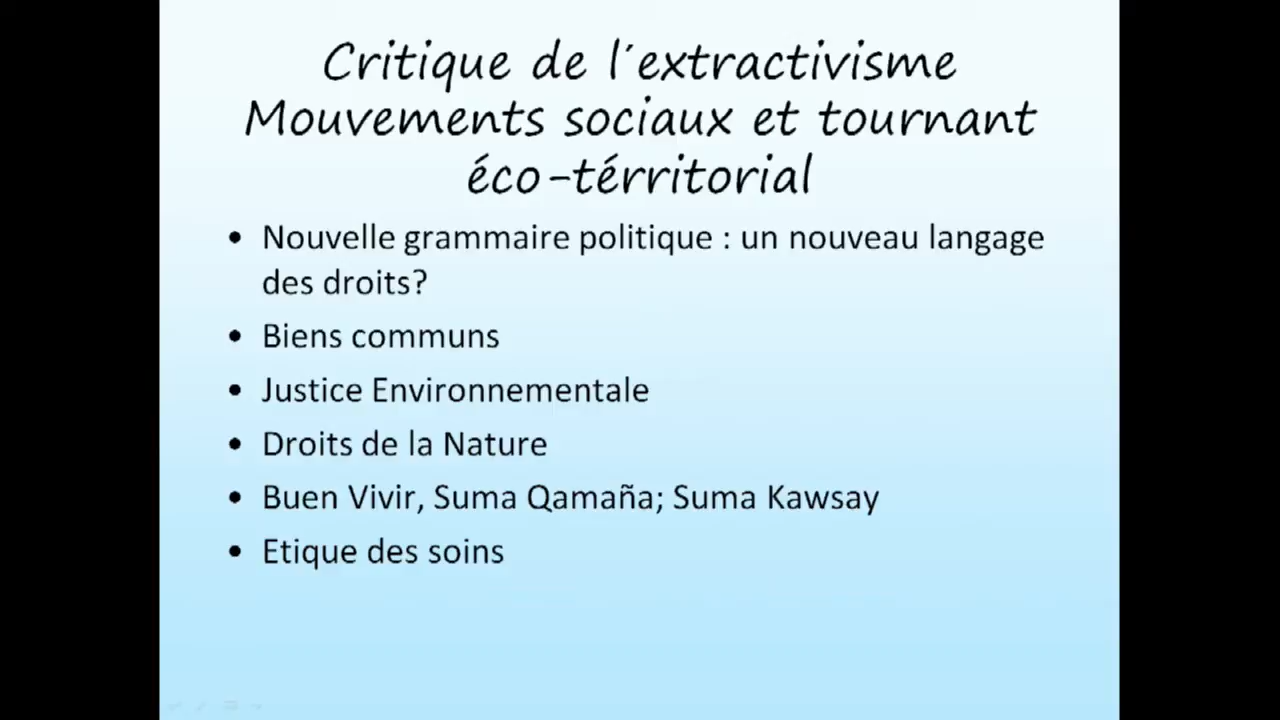 Critique de l´extractivisme
Mouvements sociaux et tournant
éco-térritorial
• Nouvelle grammaire politique : un nouveau langage
des droits?
• Biens communs
• Justice Environnementale
• Droits de la Nature
• Buen Vivir, Suma Qamaña; Suma Kawsay
• Etique des soins